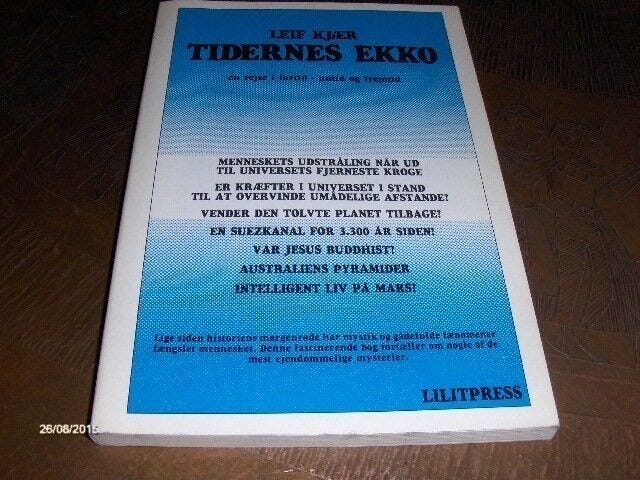 LEIF KJÆR
TIDERNES EKKO
en rejse i fortid - nutid og fremtid
MENNESKETS UDSTRÅLING NÅR UD
TIL UNIVERSETS FJERNESTE KROGE
ER KRÆFTER I UNIVERSET I STAND
TIL AT OVERVINDE UMÅDELIGE AFSTANDE?
VENDER DEN TOLVTE PLANET TILBAGE?
EN SUEZKANAL FOR 3.300 ÅR SIDEN?
VAR JESUS BUDDHIST?
AUSTRALIENS PYRAMIDER
INTELLIGENT LIV PÅ MARS?
Lige siden historiens morgenrøde har mystik og gådefulde fænomener
fængslet mennesket. Denne fascinerende bog fortæller om nogle af de
mest ejendommelige mysterier.
LILITPRESS
26/08/2015